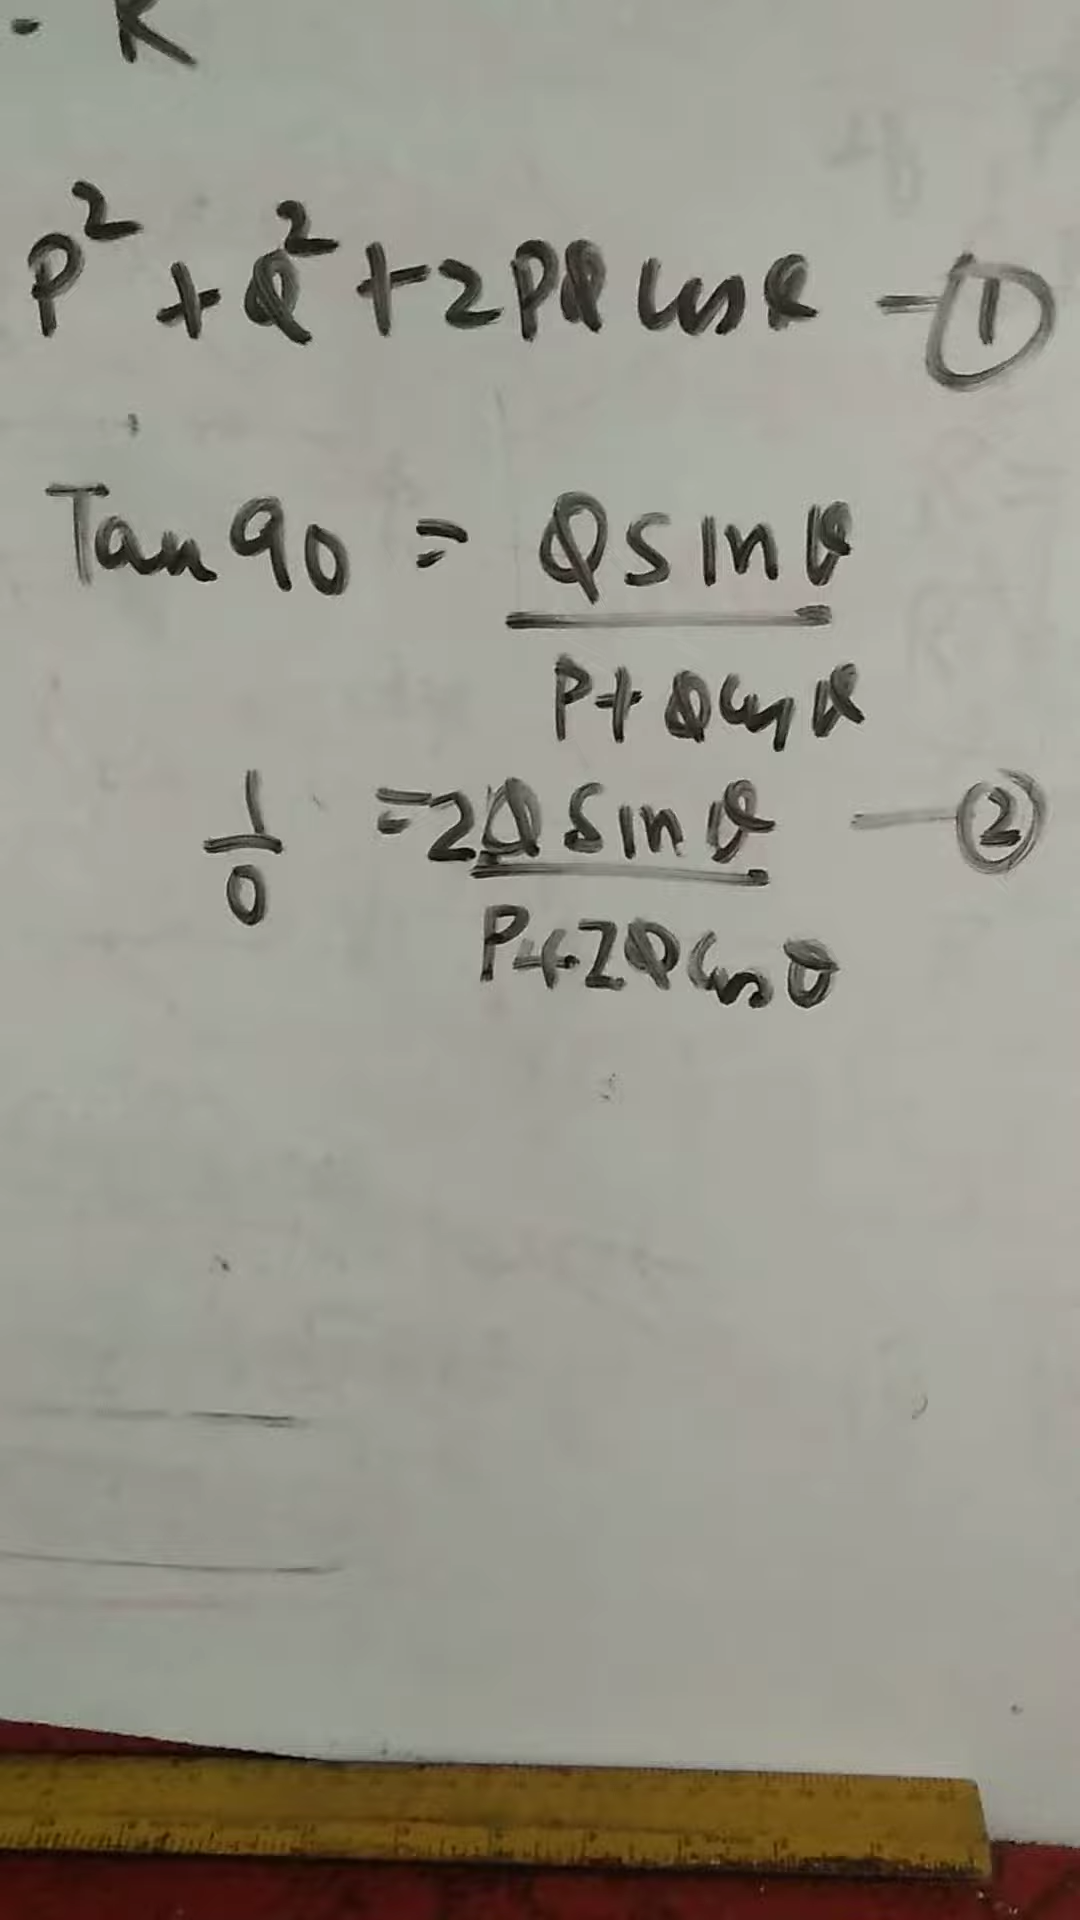 - R
P² + Q² + 2PQ cos θ - ①
Tan 90 = Q sin θ / P + Q cos θ
1/0 = 2Q sin θ / P + 2Q cos θ - ②